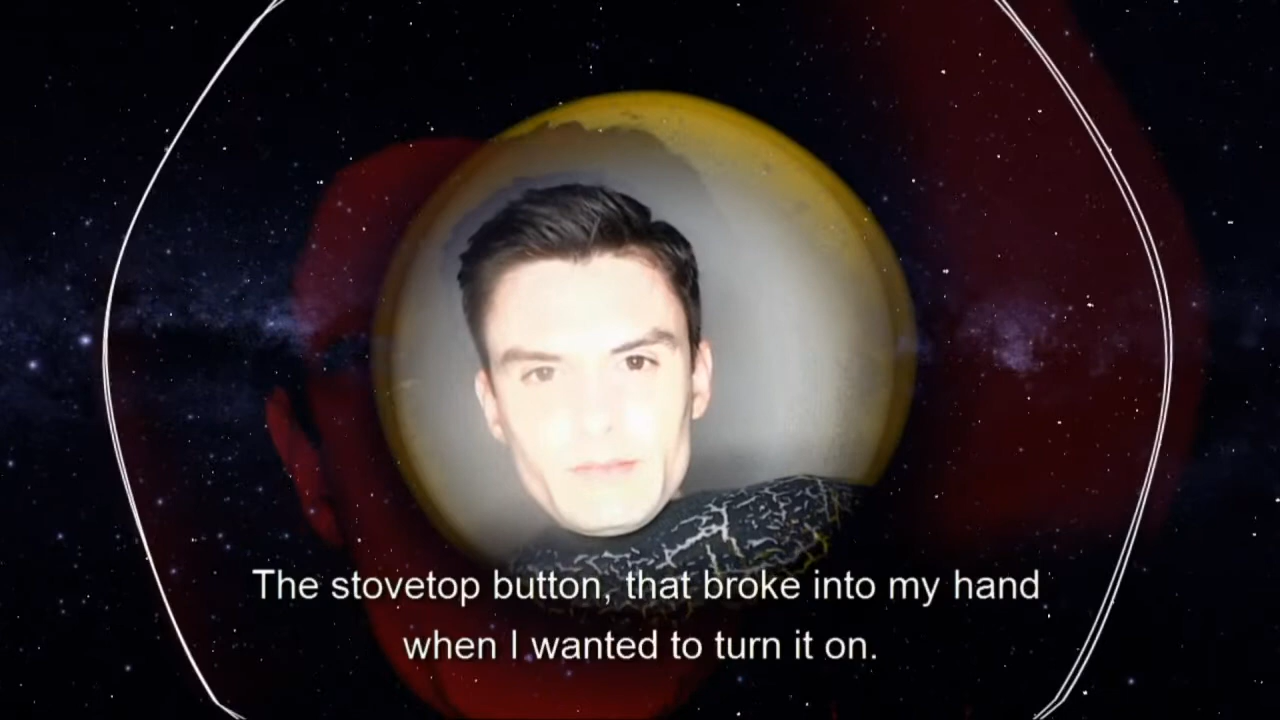 The stovetop button, that broke into my hand
when I wanted to turn it on.